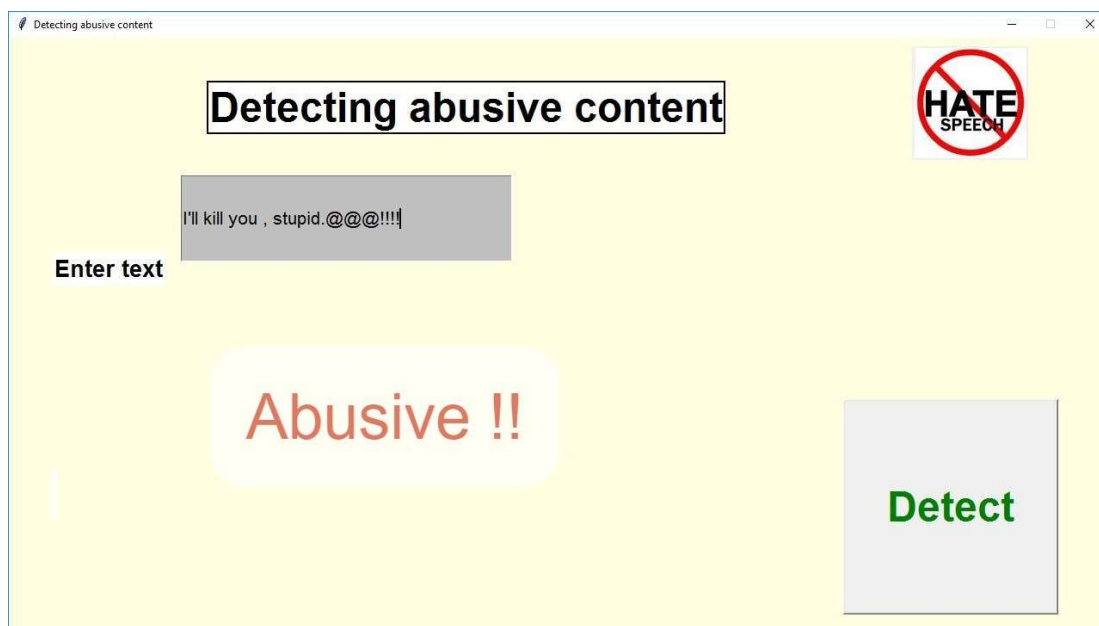 Detecting abusive content
Detecting abusive content
HATE
SPEECH
I'll kill you , stupid.@@@!!!!
Enter text
Abusive !!
Detect